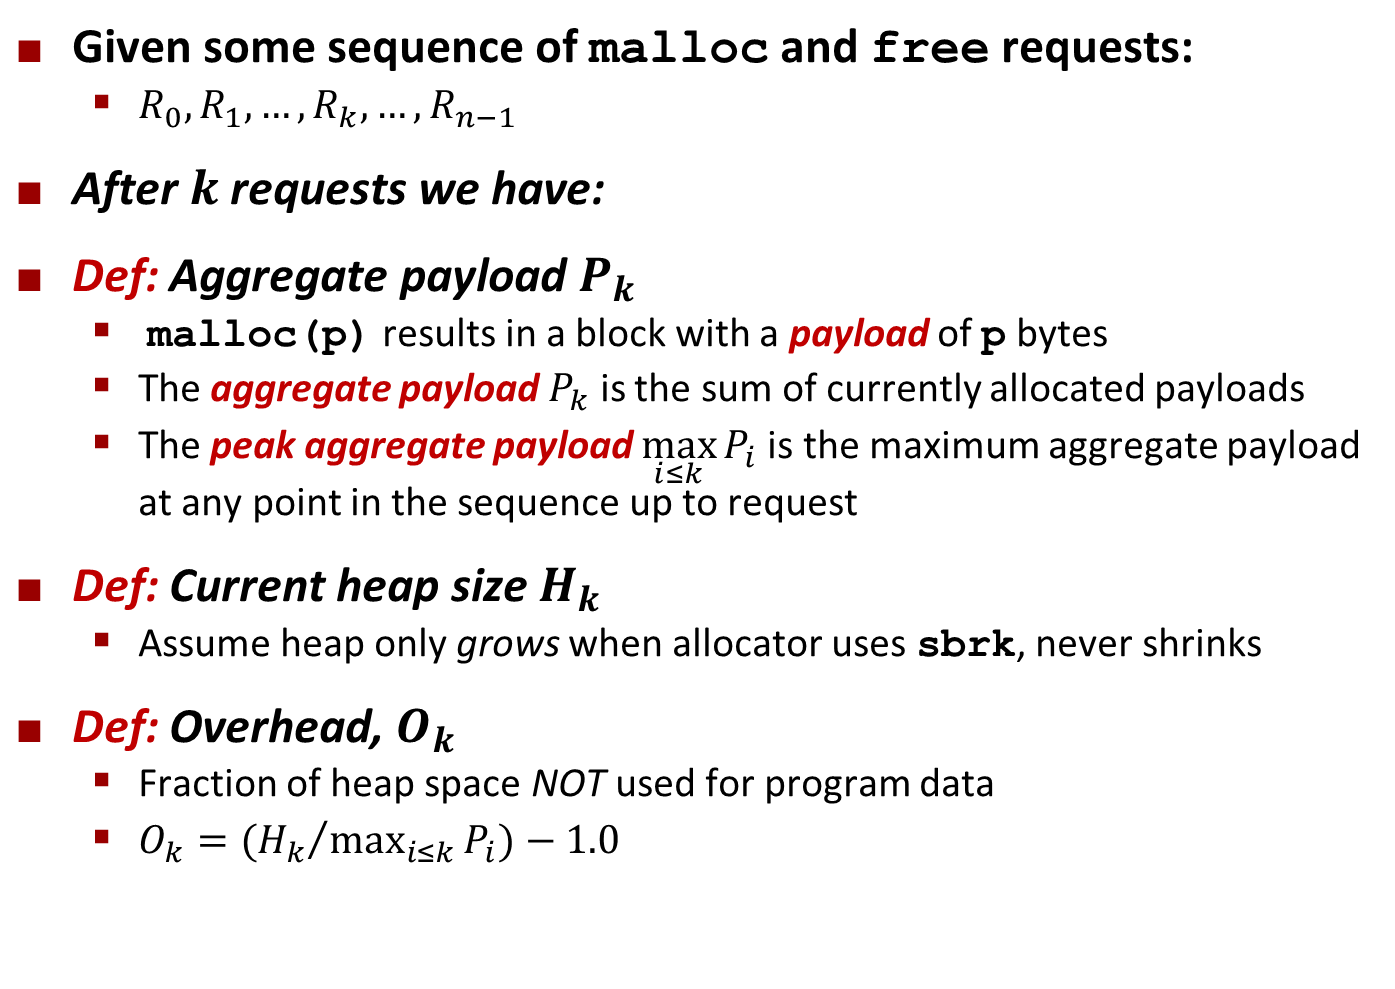 ■ Given some sequence of malloc and free requests:
▪ R₀, R₁, … , Rₖ, … , Rₙ₋₁
■ After k requests we have:
■ Def: Aggregate payload Pₖ
▪ malloc(p) results in a block with a payload of p bytes
▪ The aggregate payload Pₖ is the sum of currently allocated payloads
▪ The peak aggregate payload max_{i≤k} Pᵢ is the maximum aggregate payload
at any point in the sequence up to request
■ Def: Current heap size Hₖ
▪ Assume heap only grows when allocator uses sbrk, never shrinks
■ Def: Overhead, Oₖ
▪ Fraction of heap space NOT used for program data
▪ Oₖ = (Hₖ/max_{i≤k} Pᵢ) − 1.0